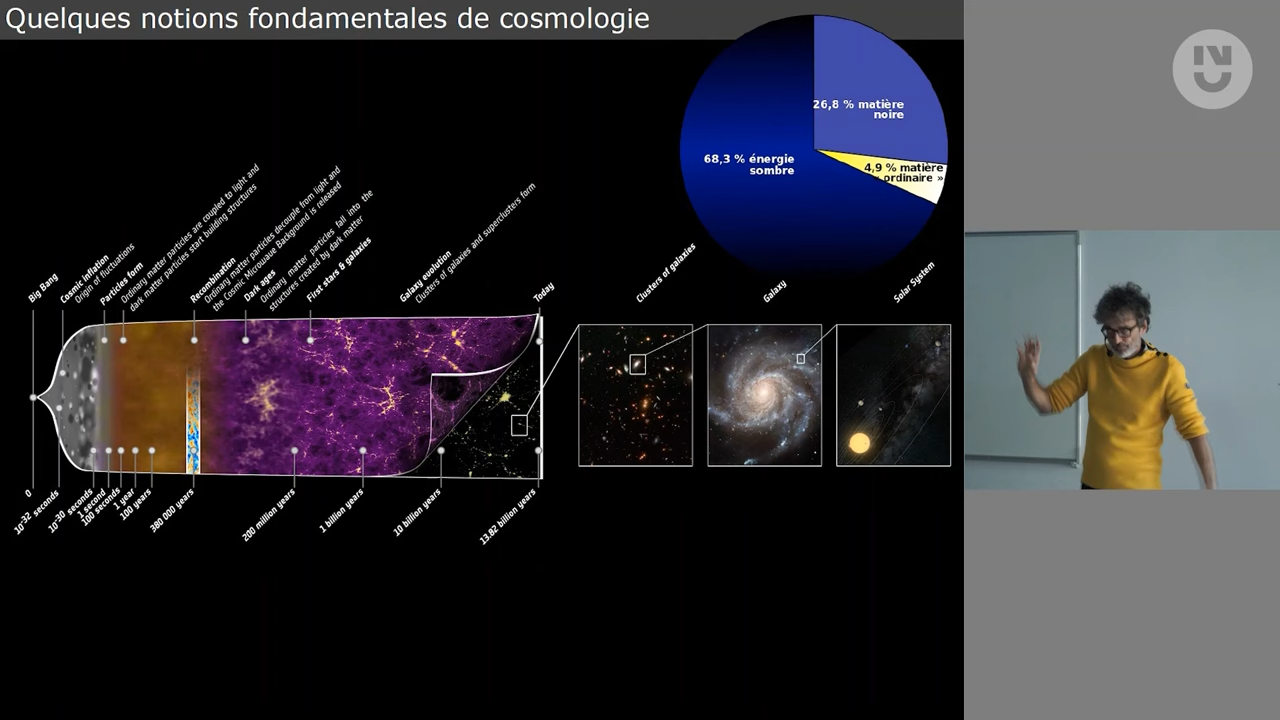 Quelques notions fondamentales de cosmologie
26,8 % matière
noire
68,3 % énergie
sombre
4,9 % matière
« ordinaire »
Big Bang
Cosmic Inflation
Origin of fluctuations
Particles form
Ordinary matter particles are coupled to light and
dark matter particles start building structures
Recombination
Ordinary matter particles decouple from light and
the Cosmic Microwave Background is released
Dark ages
Ordinary matter particles fall into the
structures created by dark matter
First stars & galaxies
Galaxy evolution
Clusters of galaxies and superclusters form
Today
Clusters of galaxies
Galaxy
Solar System
0
10⁻³² seconds
10⁻³⁰ seconds
1 second
100 seconds
1 year
100 years
380 000 years
200 million years
1 billion years
10 billion years
13.82 billion years